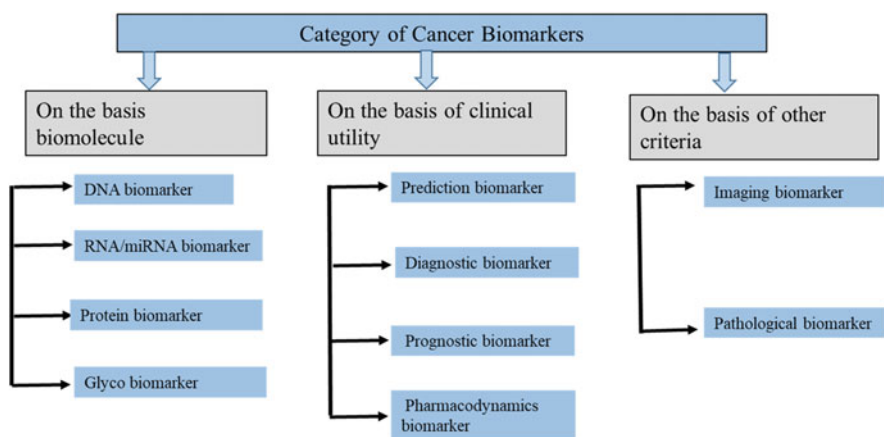 Category of Cancer Biomarkers
On the basis
biomolecule
DNA biomarker
RNA/miRNA biomarker
Protein biomarker
Glyco biomarker
On the basis of clinical
utility
Prediction biomarker
Diagnostic biomarker
Prognostic biomarker
Pharmacodynamics
biomarker
On the basis of other
criteria
Imaging biomarker
Pathological biomarker